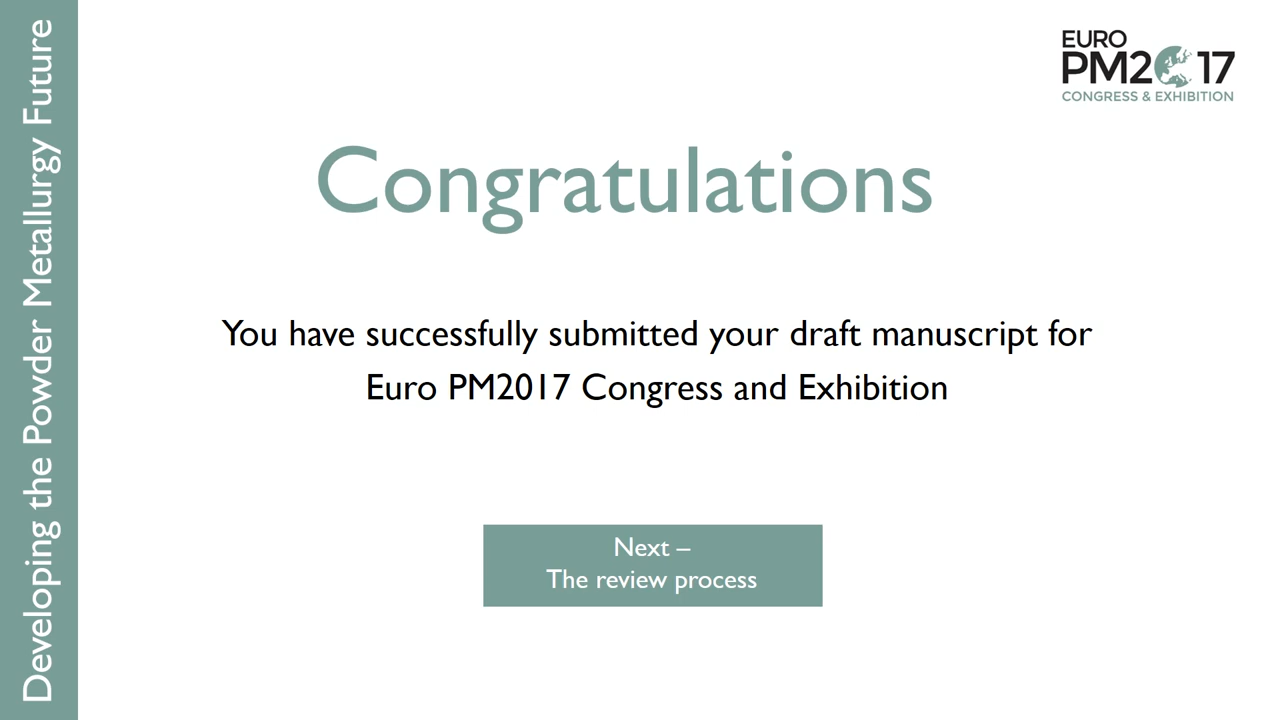 Developing the Powder Metallurgy Future
EURO
PM2017
CONGRESS & EXHIBITION
Congratulations
You have successfully submitted your draft manuscript for
Euro PM2017 Congress and Exhibition
Next –
The review process